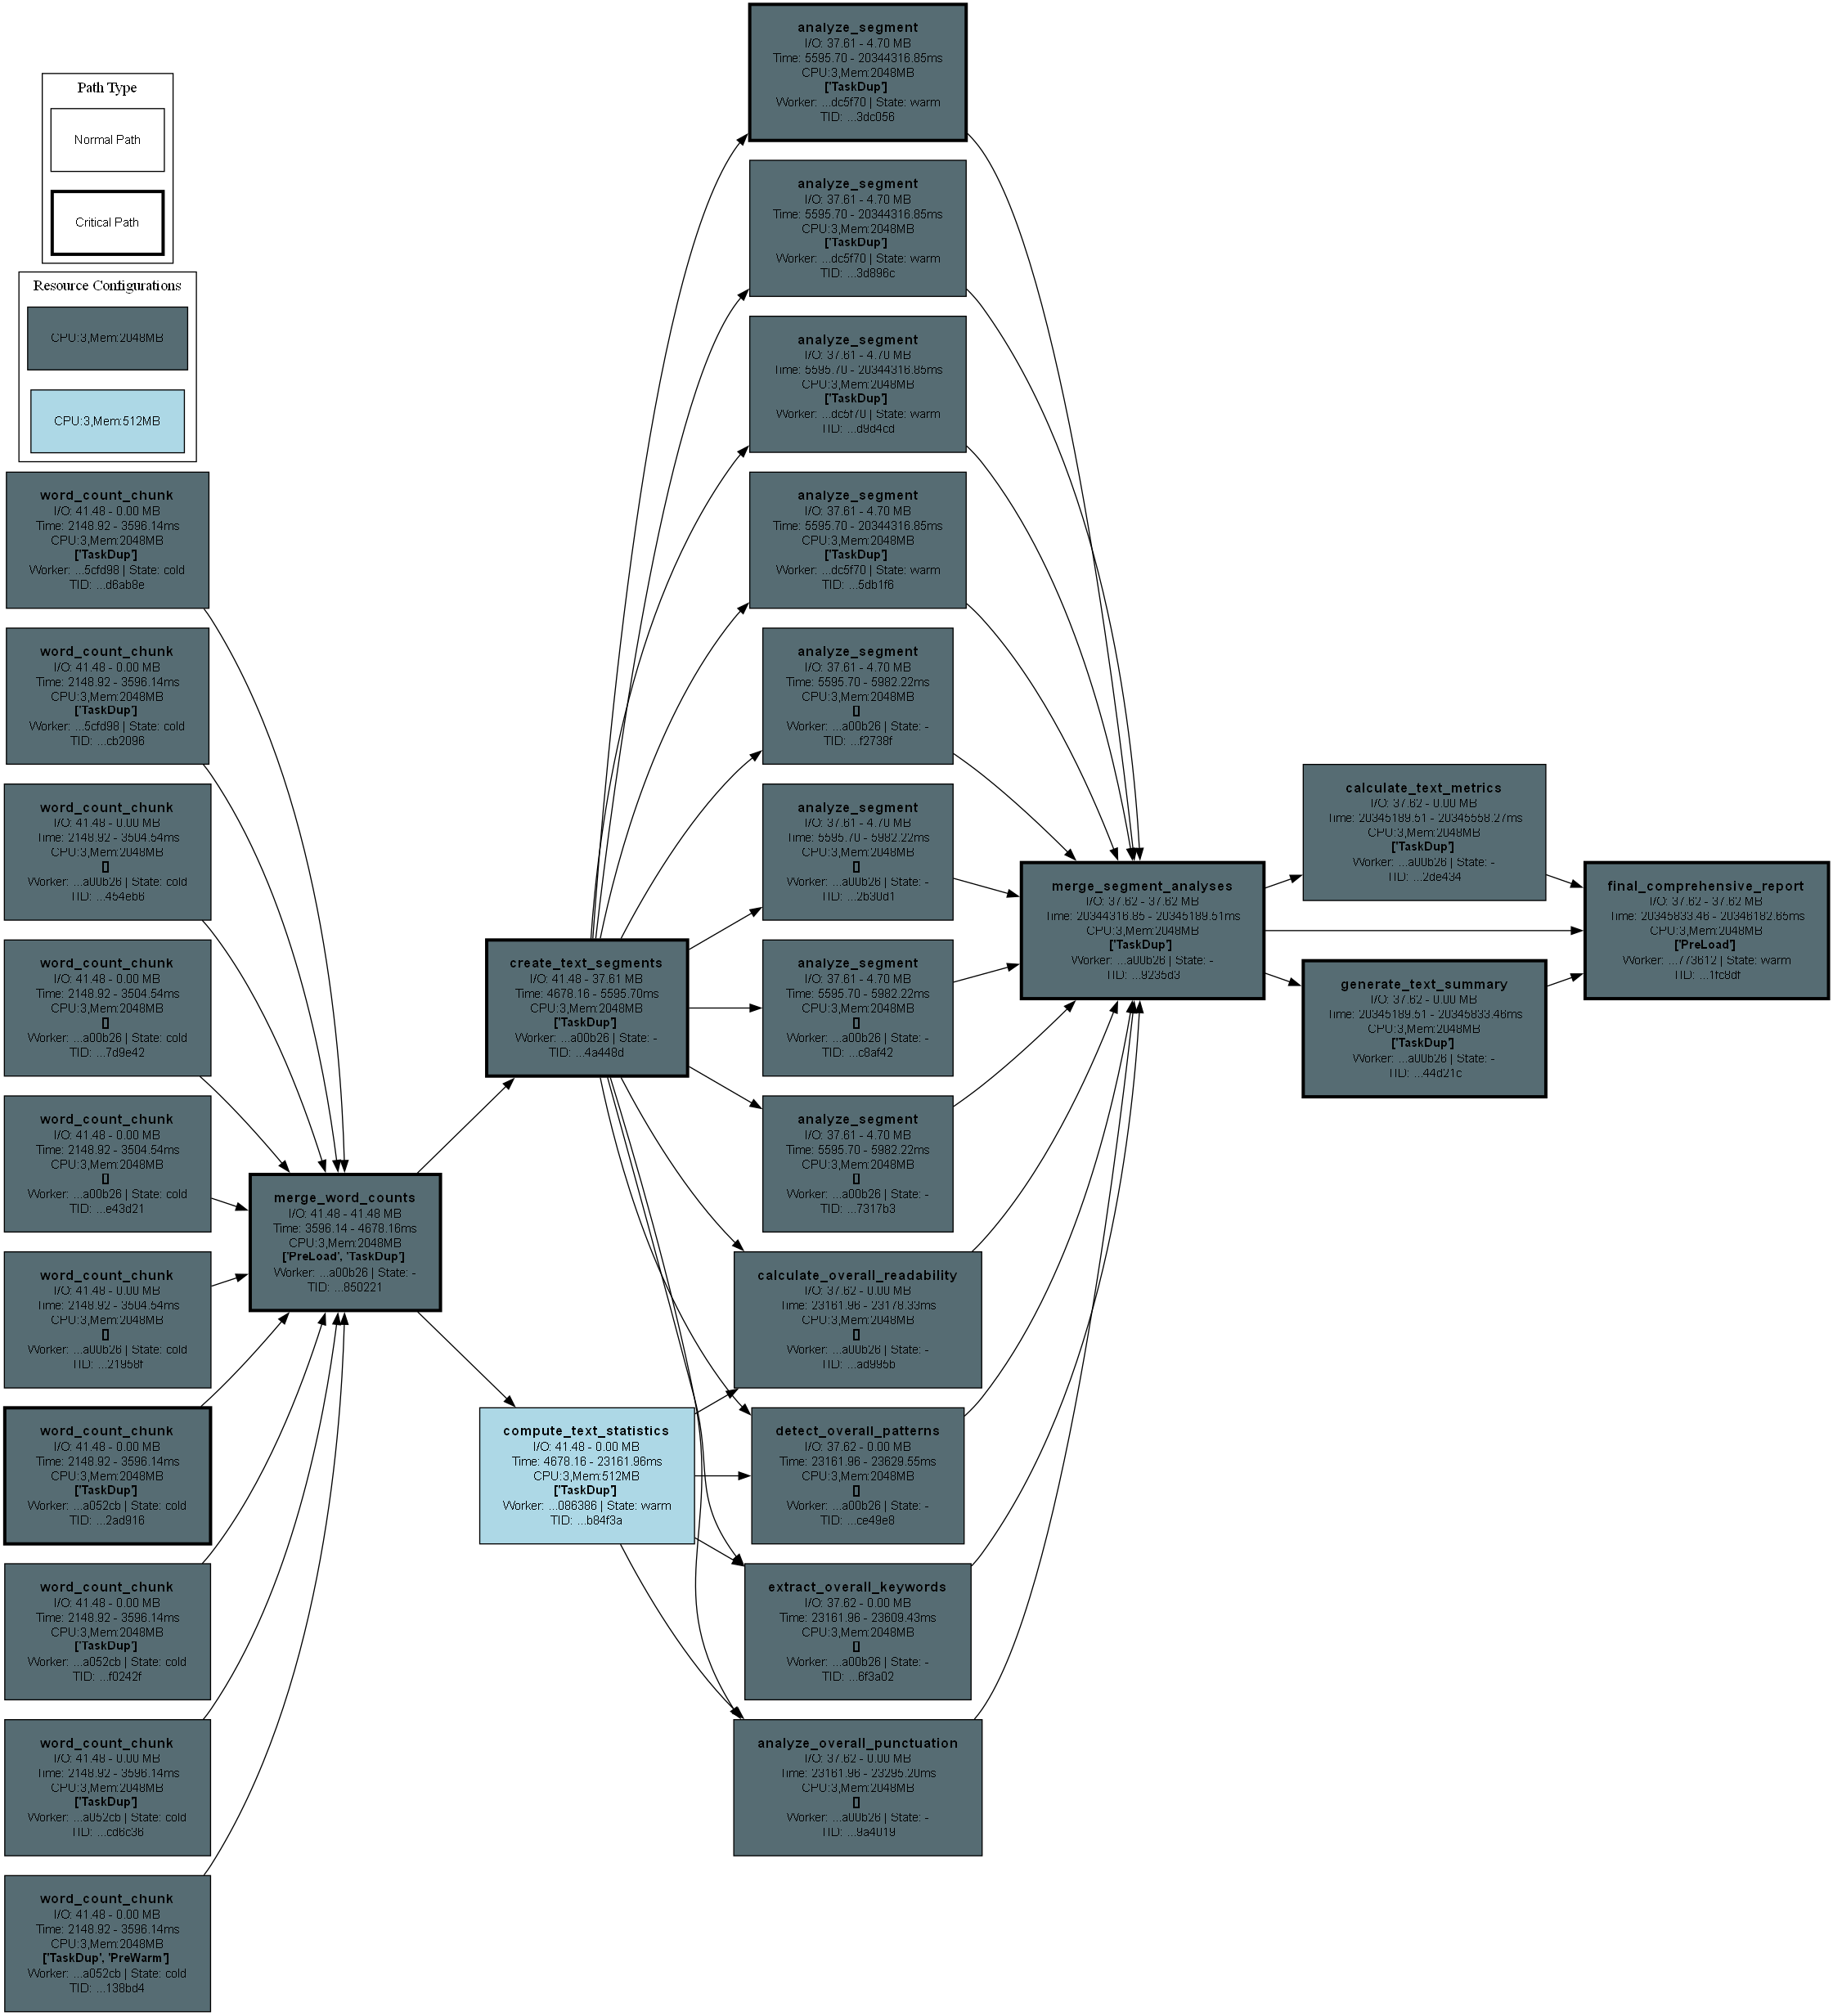 Path Type
Normal Path
Critical Path
Resource Configurations
CPU:3,Mem:2048MB
CPU:3,Mem:512MB
word_count_chunk
I/O: 41.48 - 0.00 MB
Time: 2148.92 - 3596.14ms
CPU:3,Mem:2048MB
['TaskDup']
Worker: ...5cfd98 | State: cold
TID: ...d6ab8e
word_count_chunk
I/O: 41.48 - 0.00 MB
Time: 2148.92 - 3596.14ms
CPU:3,Mem:2048MB
['TaskDup']
Worker: ...5cfd98 | State: cold
TID: ...cb2096
word_count_chunk
I/O: 41.48 - 0.00 MB
Time: 2148.92 - 3504.54ms
CPU:3,Mem:2048MB
[]
Worker: ...a00b26 | State: cold
TID: ...454eb6
word_count_chunk
I/O: 41.48 - 0.00 MB
Time: 2148.92 - 3504.54ms
CPU:3,Mem:2048MB
[]
Worker: ...a00b26 | State: cold
TID: ...7d9e42
word_count_chunk
I/O: 41.48 - 0.00 MB
Time: 2148.92 - 3504.54ms
CPU:3,Mem:2048MB
[]
Worker: ...a00b26 | State: cold
TID: ...e43d21
word_count_chunk
I/O: 41.48 - 0.00 MB
Time: 2148.92 - 3504.54ms
CPU:3,Mem:2048MB
[]
Worker: ...a00b26 | State: cold
TID: ...21958f
word_count_chunk
I/O: 41.48 - 0.00 MB
Time: 2148.92 - 3596.14ms
CPU:3,Mem:2048MB
['TaskDup']
Worker: ...a052cb | State: cold
TID: ...2ad916
word_count_chunk
I/O: 41.48 - 0.00 MB
Time: 2148.92 - 3596.14ms
CPU:3,Mem:2048MB
['TaskDup']
Worker: ...a052cb | State: cold
TID: ...f0242f
word_count_chunk
I/O: 41.48 - 0.00 MB
Time: 2148.92 - 3596.14ms
CPU:3,Mem:2048MB
['TaskDup']
Worker: ...a052cb | State: cold
TID: ...cd6c36
word_count_chunk
I/O: 41.48 - 0.00 MB
Time: 2148.92 - 3596.14ms
CPU:3,Mem:2048MB
['TaskDup', 'PreWarm']
Worker: ...a052cb | State: cold
TID: ...138bd4
merge_word_counts
I/O: 41.48 - 41.48 MB
Time: 3596.14 - 4678.16ms
CPU:3,Mem:2048MB
['PreLoad', 'TaskDup']
Worker: ...a00b26 | State: -
TID: ...850221
create_text_segments
I/O: 41.48 - 37.61 MB
Time: 4678.16 - 5595.70ms
CPU:3,Mem:2048MB
['TaskDup']
Worker: ...a00b26 | State: -
TID: ...4a448d
compute_text_statistics
I/O: 41.48 - 0.00 MB
Time: 4678.16 - 23161.96ms
CPU:3,Mem:512MB
['TaskDup']
Worker: ...086386 | State: warm
TID: ...b84f3a
analyze_segment
I/O: 37.61 - 4.70 MB
Time: 5595.70 - 20344316.85ms
CPU:3,Mem:2048MB
['TaskDup']
Worker: ...dc5f70 | State: warm
TID: ...3dc056
analyze_segment
I/O: 37.61 - 4.70 MB
Time: 5595.70 - 20344316.85ms
CPU:3,Mem:2048MB
['TaskDup']
Worker: ...dc5f70 | State: warm
TID: ...3d896c
analyze_segment
I/O: 37.61 - 4.70 MB
Time: 5595.70 - 20344316.85ms
CPU:3,Mem:2048MB
['TaskDup']
Worker: ...dc5f70 | State: warm
TID: ...d9d4cd
analyze_segment
I/O: 37.61 - 4.70 MB
Time: 5595.70 - 20344316.85ms
CPU:3,Mem:2048MB
['TaskDup']
Worker: ...dc5f70 | State: warm
TID: ...5db1f6
analyze_segment
I/O: 37.61 - 4.70 MB
Time: 5595.70 - 5982.22ms
CPU:3,Mem:2048MB
[]
Worker: ...a00b26 | State: -
TID: ...f2738f
analyze_segment
I/O: 37.61 - 4.70 MB
Time: 5595.70 - 5982.22ms
CPU:3,Mem:2048MB
[]
Worker: ...a00b26 | State: -
TID: ...2b30d1
analyze_segment
I/O: 37.61 - 4.70 MB
Time: 5595.70 - 5982.22ms
CPU:3,Mem:2048MB
[]
Worker: ...a00b26 | State: -
TID: ...c8af42
analyze_segment
I/O: 37.61 - 4.70 MB
Time: 5595.70 - 5982.22ms
CPU:3,Mem:2048MB
[]
Worker: ...a00b26 | State: -
TID: ...7317b3
calculate_overall_readability
I/O: 37.62 - 0.00 MB
Time: 23161.96 - 23178.33ms
CPU:3,Mem:2048MB
[]
Worker: ...a00b26 | State: -
TID: ...ad995b
detect_overall_patterns
I/O: 37.62 - 0.00 MB
Time: 23161.96 - 23629.55ms
CPU:3,Mem:2048MB
[]
Worker: ...a00b26 | State: -
TID: ...ce49e8
extract_overall_keywords
I/O: 37.62 - 0.00 MB
Time: 23161.96 - 23609.43ms
CPU:3,Mem:2048MB
[]
Worker: ...a00b26 | State: -
TID: ...6f3a02
analyze_overall_punctuation
I/O: 37.62 - 0.00 MB
Time: 23161.96 - 23295.20ms
CPU:3,Mem:2048MB
[]
Worker: ...a00b26 | State: -
TID: ...9a4019
merge_segment_analyses
I/O: 37.62 - 37.62 MB
Time: 20344316.85 - 20345189.51ms
CPU:3,Mem:2048MB
['TaskDup']
Worker: ...a00b26 | State: -
TID: ...9235d3
calculate_text_metrics
I/O: 37.62 - 0.00 MB
Time: 20345189.51 - 20345558.27ms
CPU:3,Mem:2048MB
['TaskDup']
Worker: ...a00b26 | State: -
TID: ...2de434
generate_text_summary
I/O: 37.62 - 0.00 MB
Time: 20345189.51 - 20345833.46ms
CPU:3,Mem:2048MB
['TaskDup']
Worker: ...a00b26 | State: -
TID: ...44d21c
final_comprehensive_report
I/O: 37.62 - 37.62 MB
Time: 20345833.46 - 20346182.65ms
CPU:3,Mem:2048MB
['PreLoad']
Worker: ...773612 | State: warm
TID: ...1fc8df